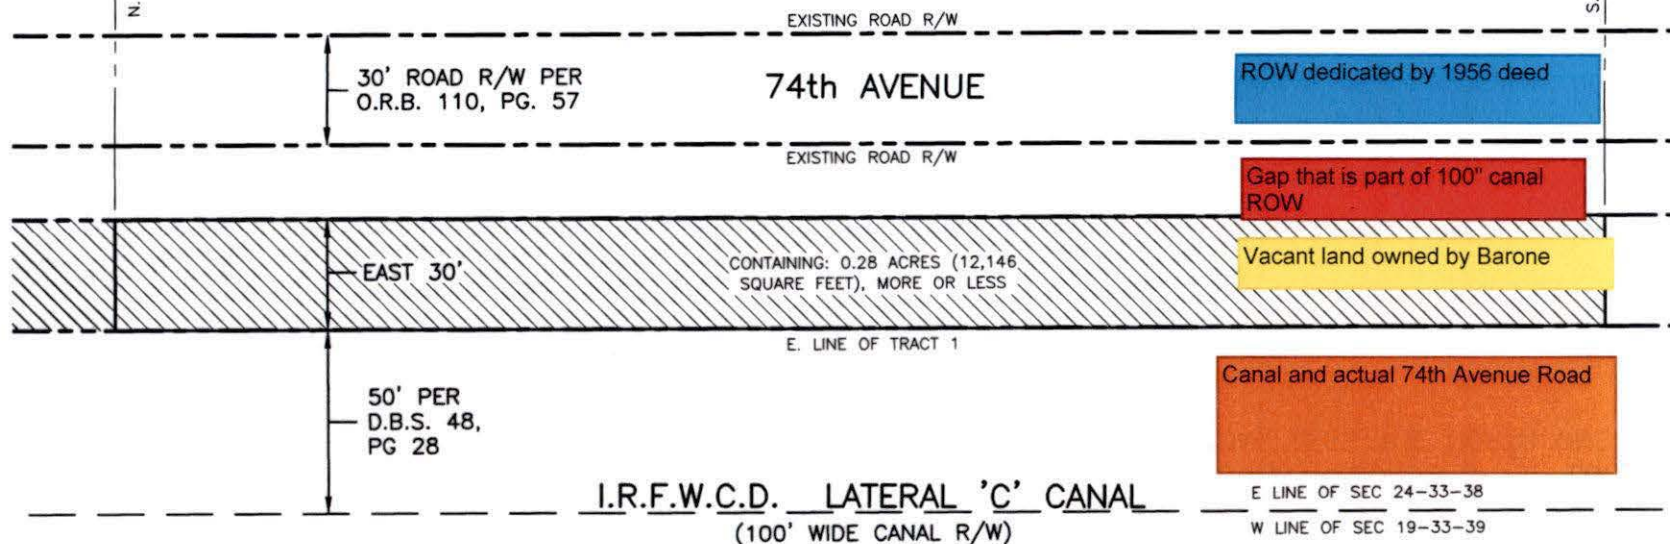 N.
S.
EXISTING ROAD R/W
30' ROAD R/W PER
O.R.B. 110, PG. 57
74th AVENUE
ROW dedicated by 1956 deed
EXISTING ROAD R/W
Gap that is part of 100" canal
ROW
EAST 30'
CONTAINING: 0.28 ACRES (12,146
SQUARE FEET), MORE OR LESS
Vacant land owned by Barone
E. LINE OF TRACT 1
Canal and actual 74th Avenue Road
50' PER
D.B.S. 48,
PG 28
I.R.F.W.C.D. LATERAL 'C' CANAL
(100' WIDE CANAL R/W)
E LINE OF SEC 24-33-38
W LINE OF SEC 19-33-39